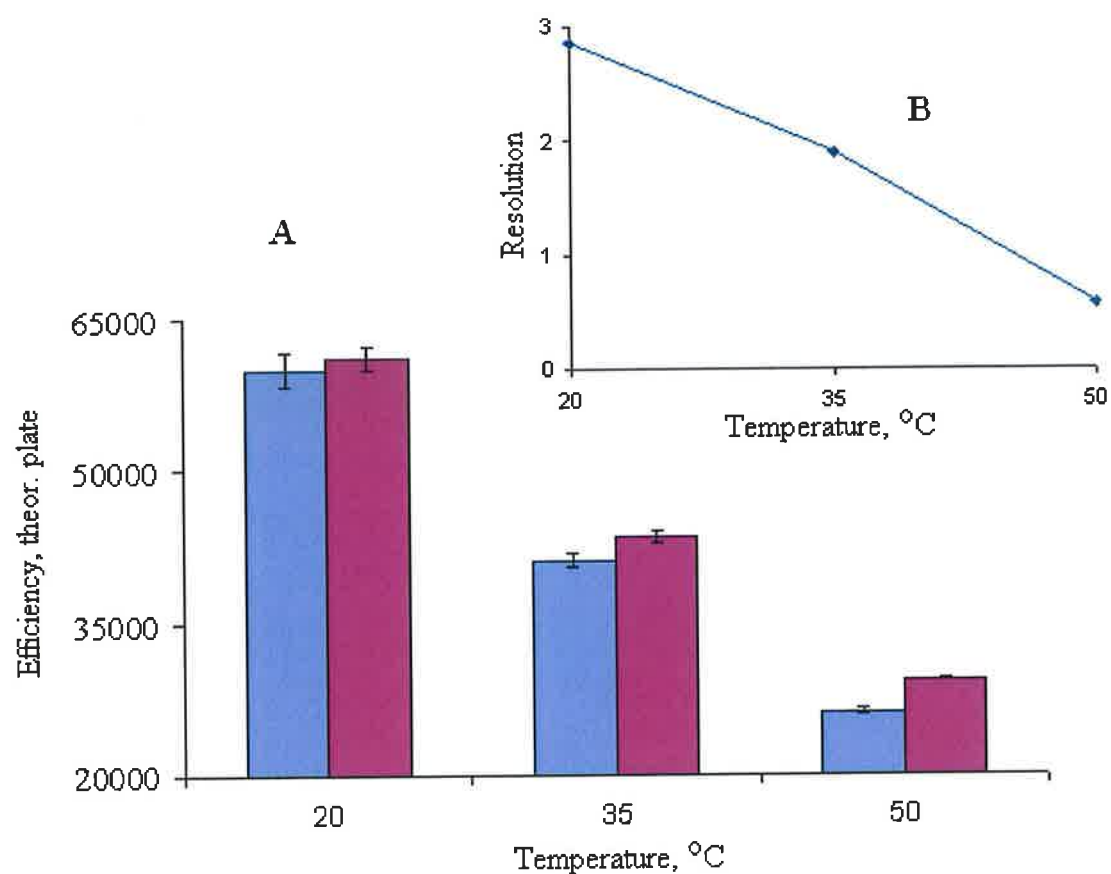 3
B
2
Resolution
1
0
20
35
50
Temperature, °C
A
65000
50000
35000
20000
Efficiency, theor. plate
20
35
50
Temperature, °C